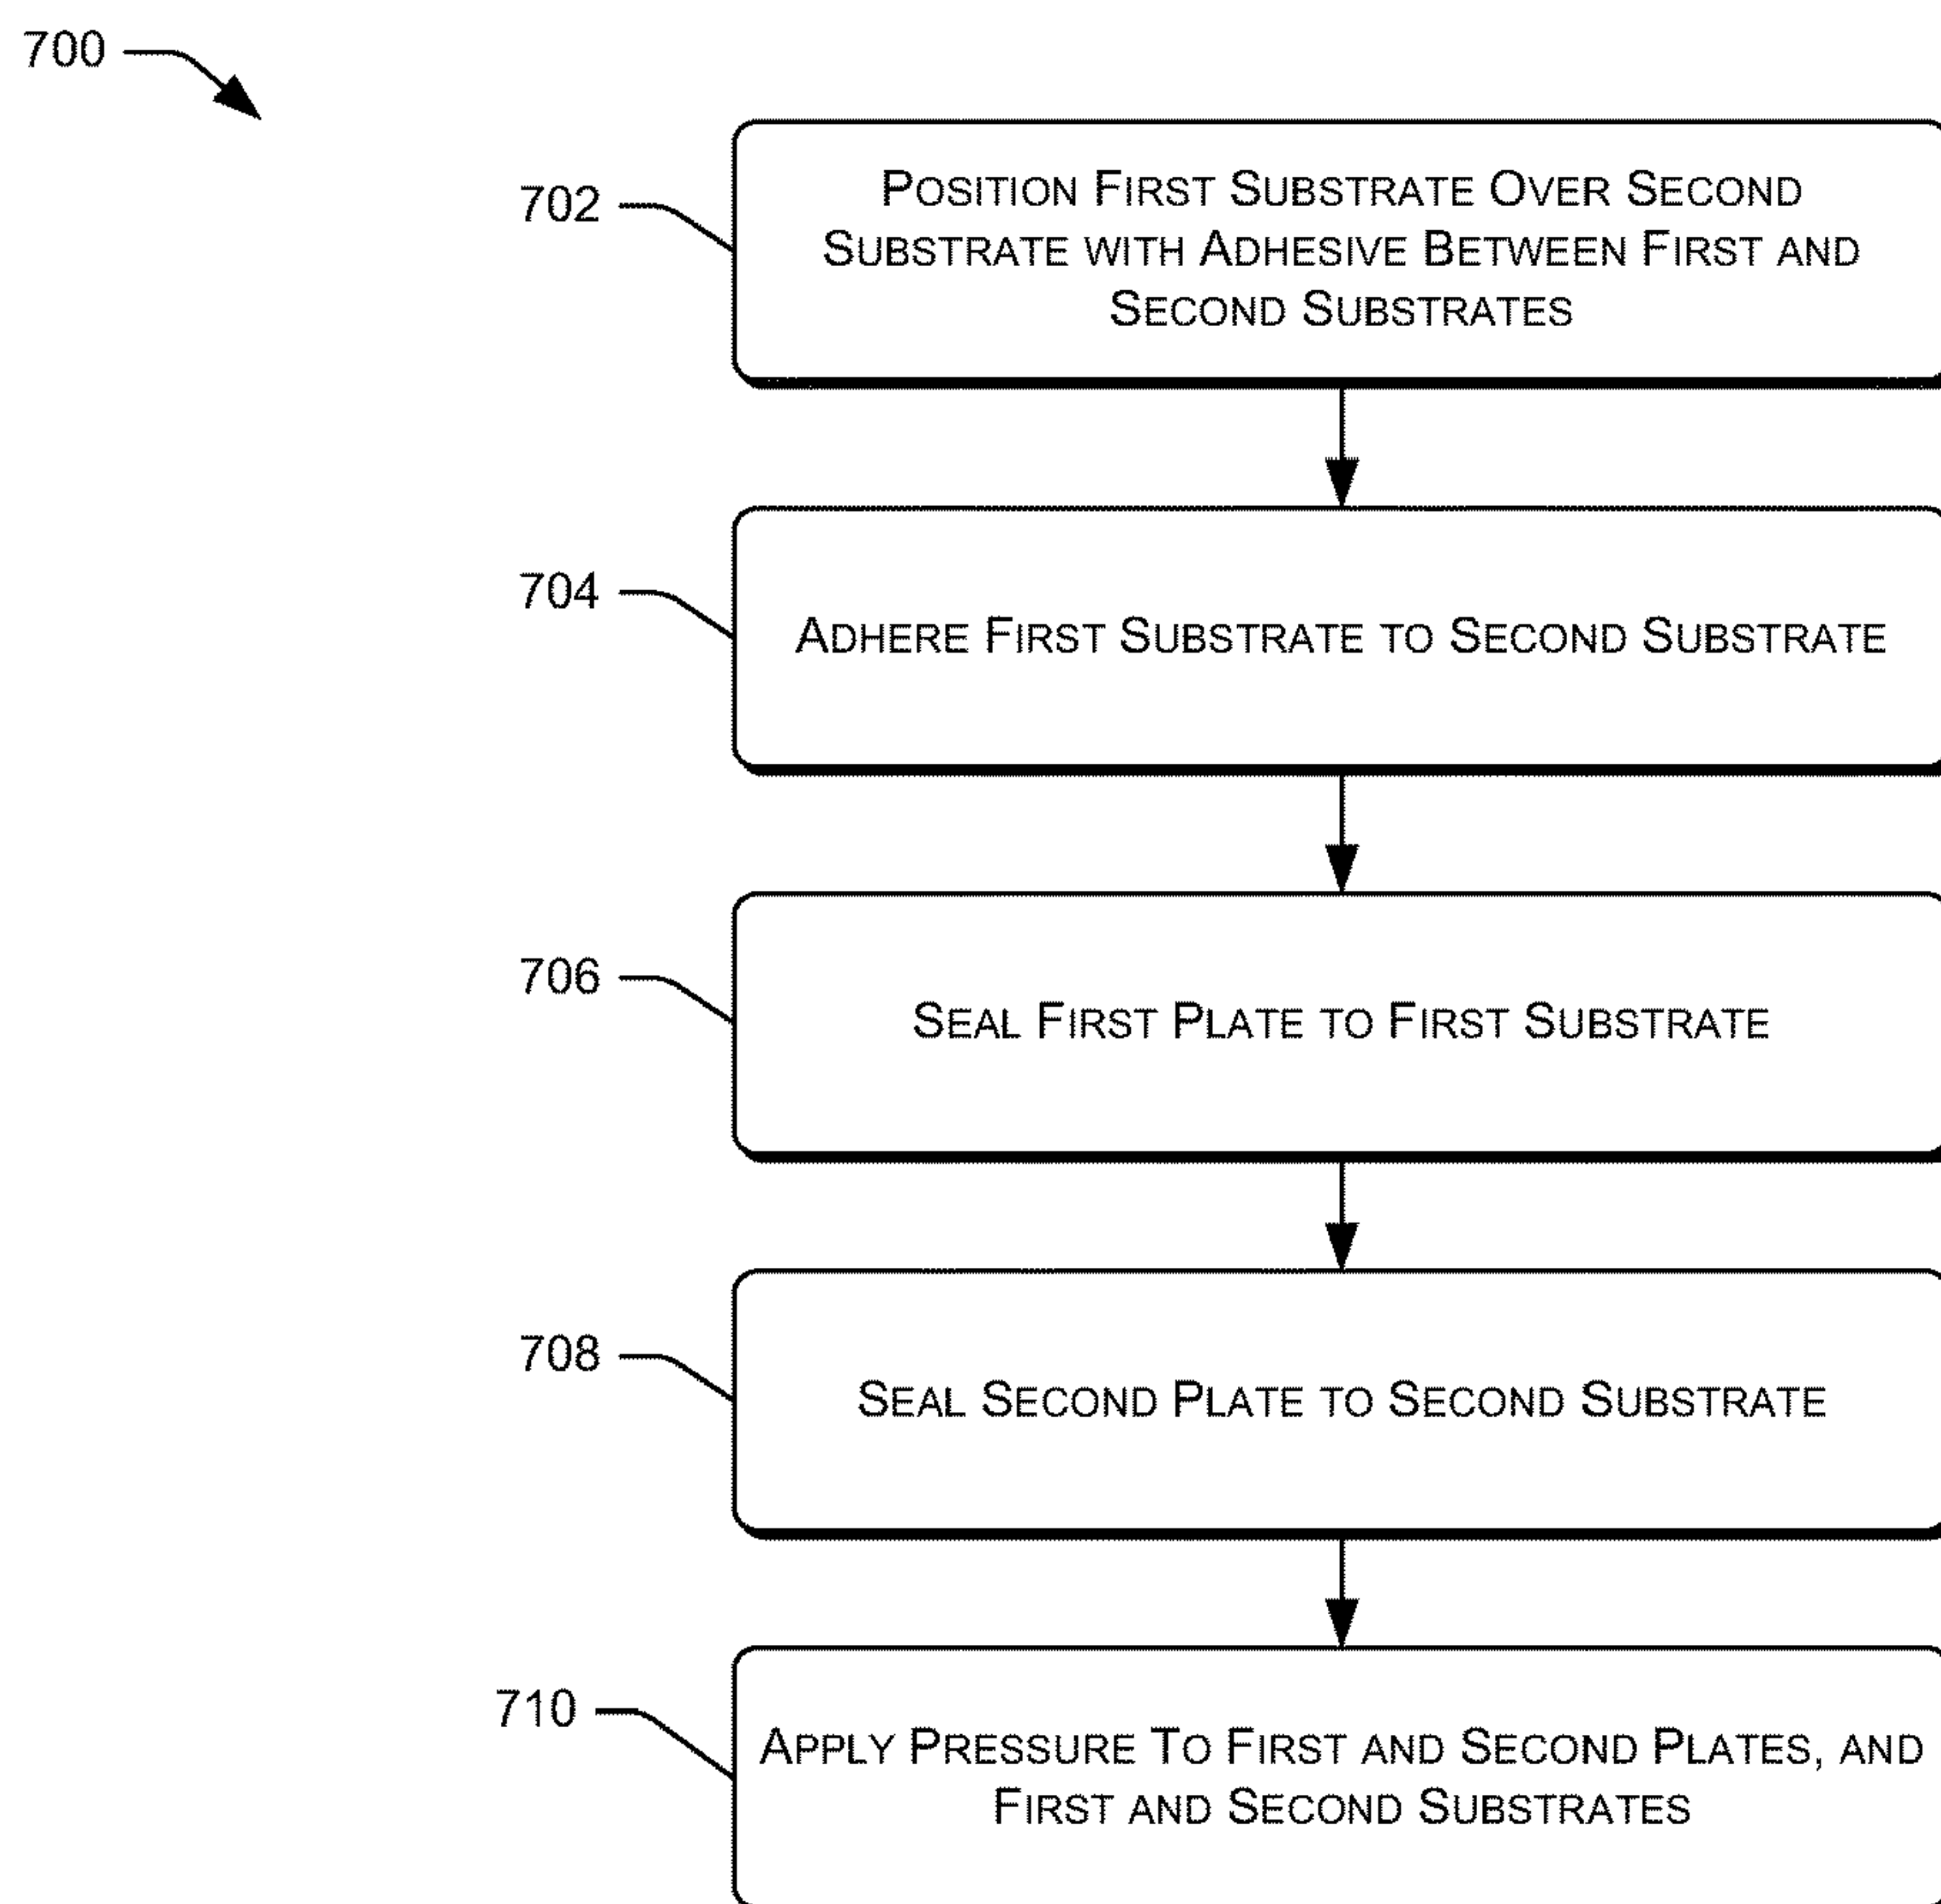 700
702
POSITION FIRST SUBSTRATE OVER SECOND
SUBSTRATE WITH ADHESIVE BETWEEN FIRST AND
SECOND SUBSTRATES
704
ADHERE FIRST SUBSTRATE TO SECOND SUBSTRATE
706
SEAL FIRST PLATE TO FIRST SUBSTRATE
708
SEAL SECOND PLATE TO SECOND SUBSTRATE
710
APPLY PRESSURE TO FIRST AND SECOND PLATES, AND
FIRST AND SECOND SUBSTRATES